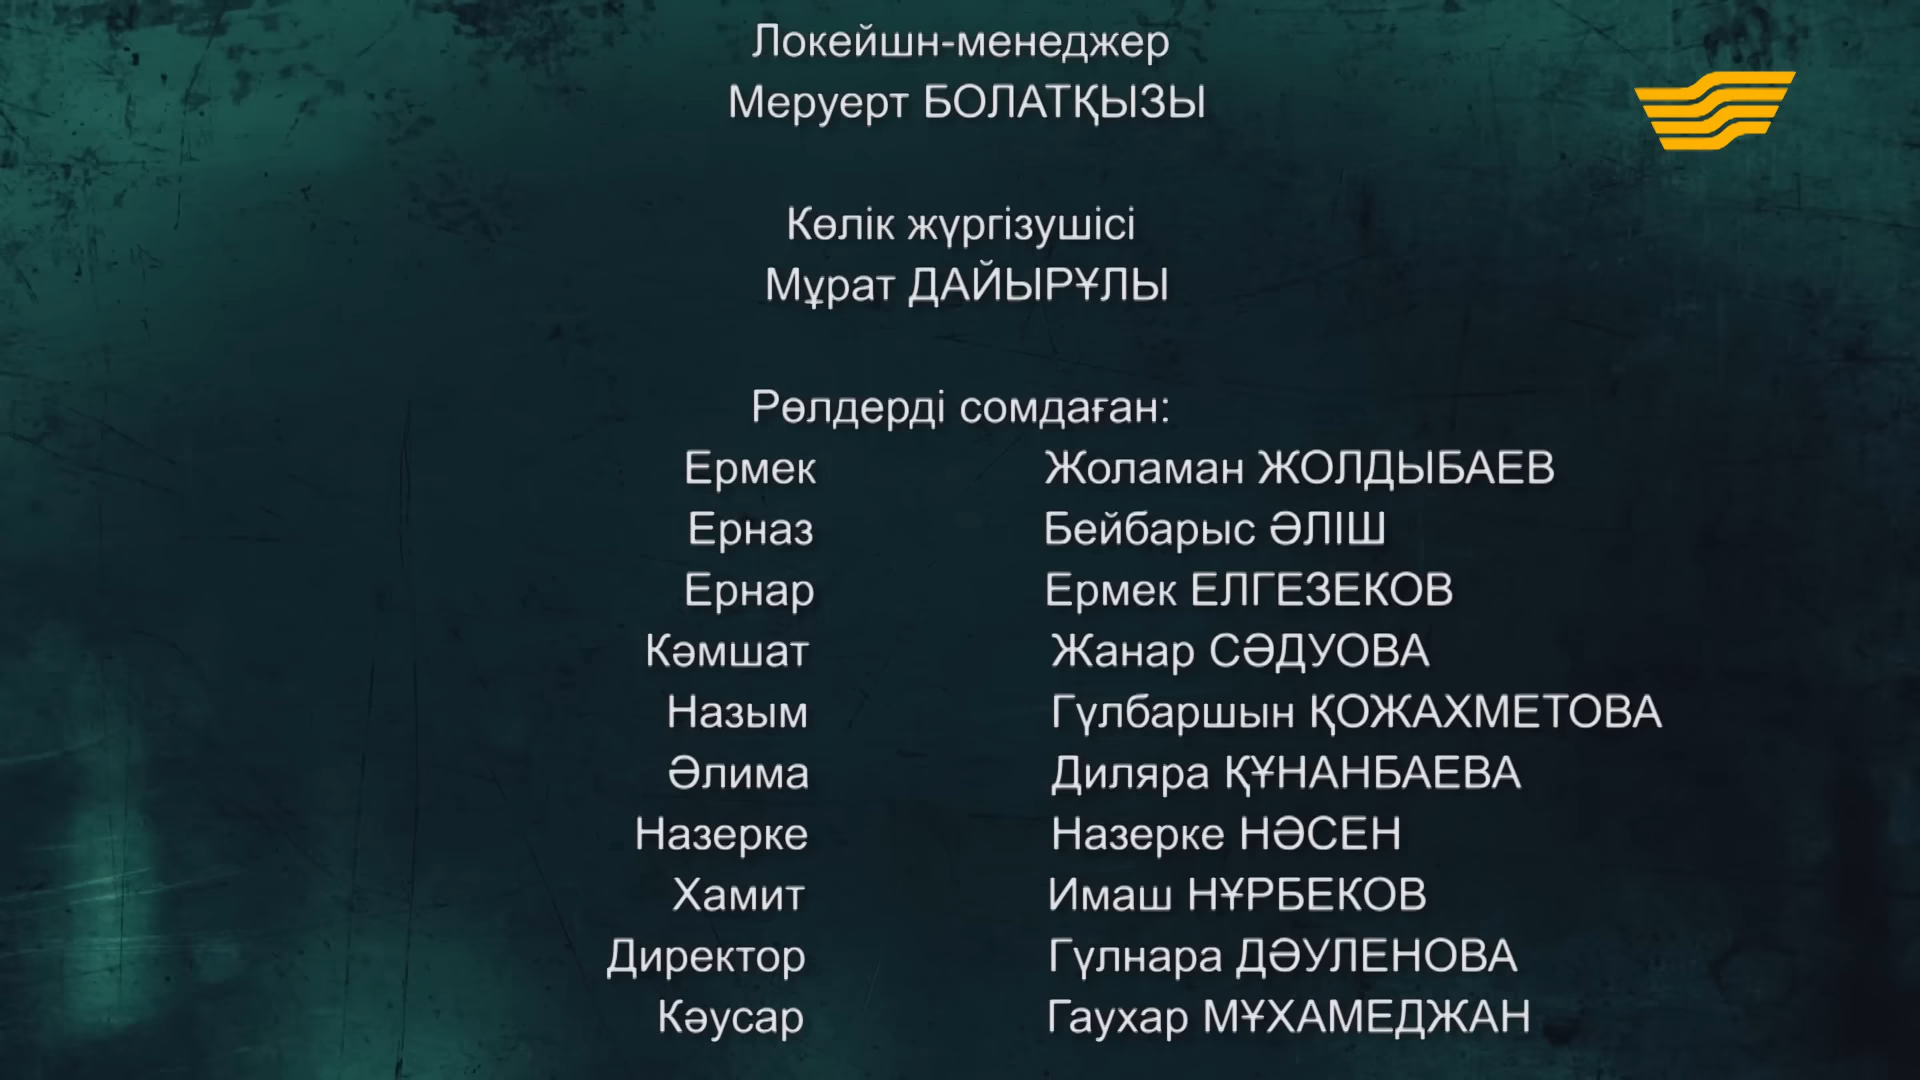 Локейшн-менеджер
Меруерт БОЛАТҚЫЗЫ
Көлік жүргізушісі
Мұрат ДАЙЫРҰЛЫ
Рөлдерді сомдаған:
Ермек Жоламан ЖОЛДЫБАЕВ
Ерназ Бейбарыс ӘЛІШ
Ернар Ермек ЕЛГЕЗЕКОВ
Кәмшат Жанар СӘДУОВА
Назым Гүлбаршын ҚОЖАХМЕТОВА
Әлима Диляра ҚҰНАНБАЕВА
Назерке Назерке НӘСЕН
Хамит Имаш НҰРБЕКОВ
Директор Гүлнара ДӘУЛЕНОВА
Кәусар Гаухар МҰХАМЕДЖАН